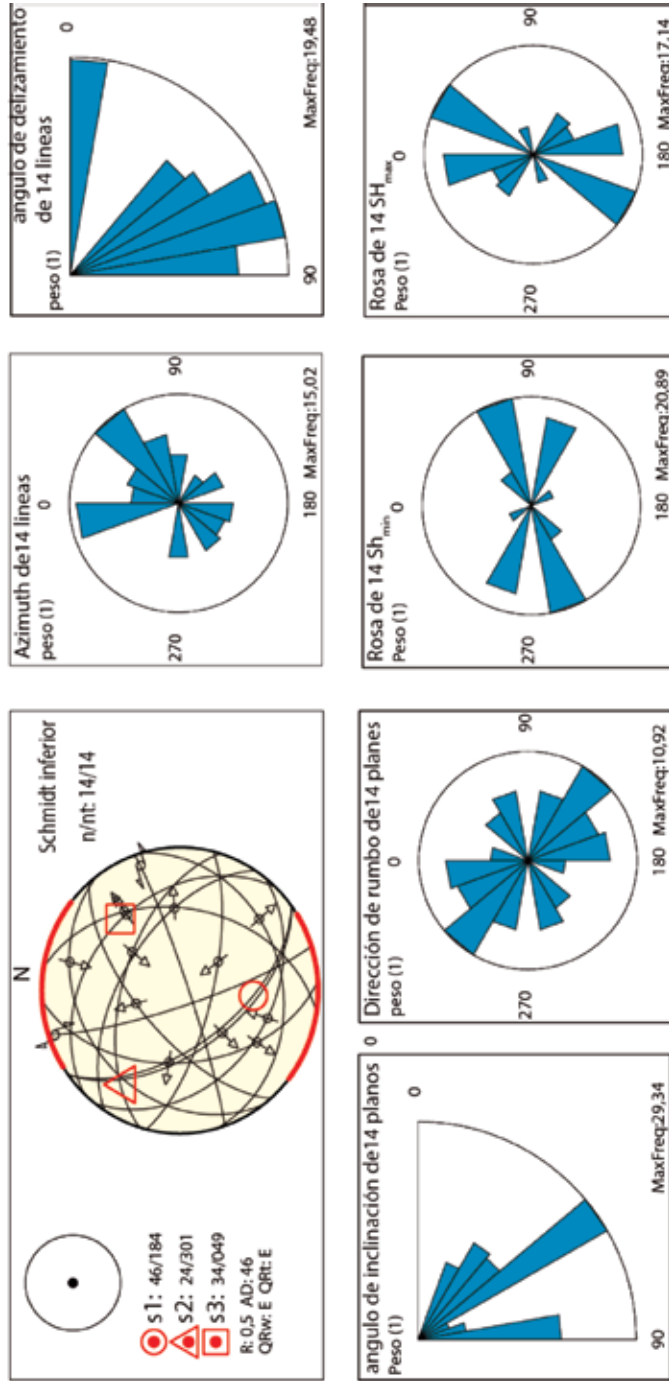 s1: 46/184
s2: 24/301
s3: 34/049
R: 0,5 AD: 46
QRw: E QRt: E
N
Schmidt inferior
n/nt: 14/14
Azimuth de14 lineas
peso (1)
0
90
270
180 MaxFreq:15,02
angulo de delizamiento
de 14 lineas
peso (1)
0
90
MaxFreq:19,48
angulo de inclinación de14 planos
Peso (1)
0
0
90
MaxFreq29,34
Dirección de rumbo de14 planes
peso (1)
0
90
270
180 MaxFreq:10,92
Rosa de 14 Shmin
Peso (1)
0
90
270
180 MaxFreq:20,89
Rosa de 14 SHmax
Peso (1)
0
90
270
180 MaxFreq:17,14